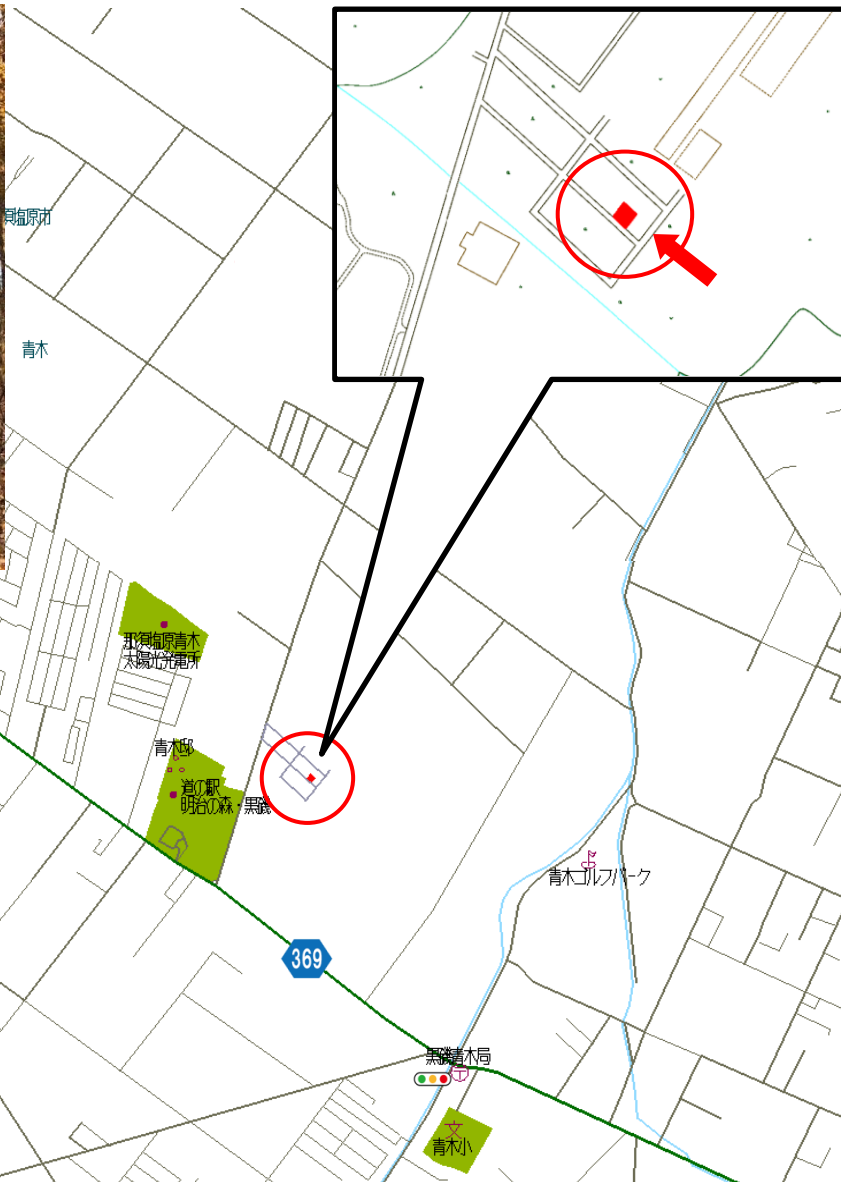 須塩原市
青木
那須塩原青木
太陽光発電所
青木邸
道の駅
明治の森・黒磯
青木ゴルフパーク
369
黒磯青木局
文
青木小